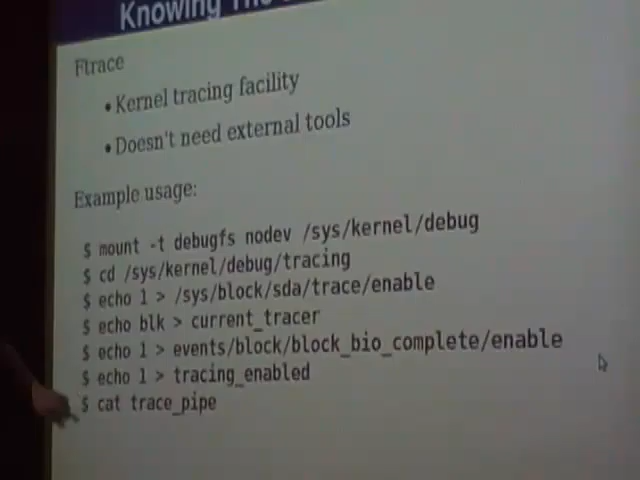 Knowing The
Ftrace
• Kernel tracing facility
• Doesn't need external tools
Example usage:
$ mount -t debugfs nodev /sys/kernel/debug
$ cd /sys/kernel/debug/tracing
$ echo 1 > /sys/block/sda/trace/enable
$ echo blk > current_tracer
$ echo 1 > events/block/block_bio_complete/enable
$ echo 1 > tracing_enabled
$ cat trace_pipe